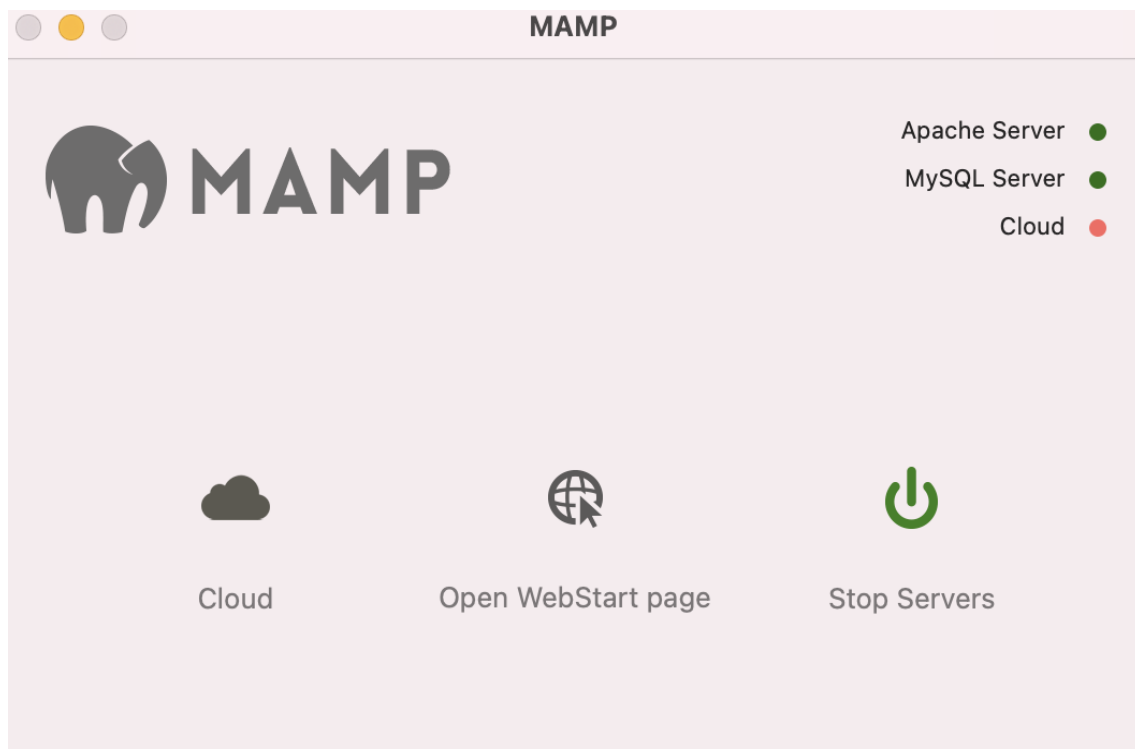 MAMP
MAMP
Apache Server
MySQL Server
Cloud
Cloud
Open WebStart page
Stop Servers